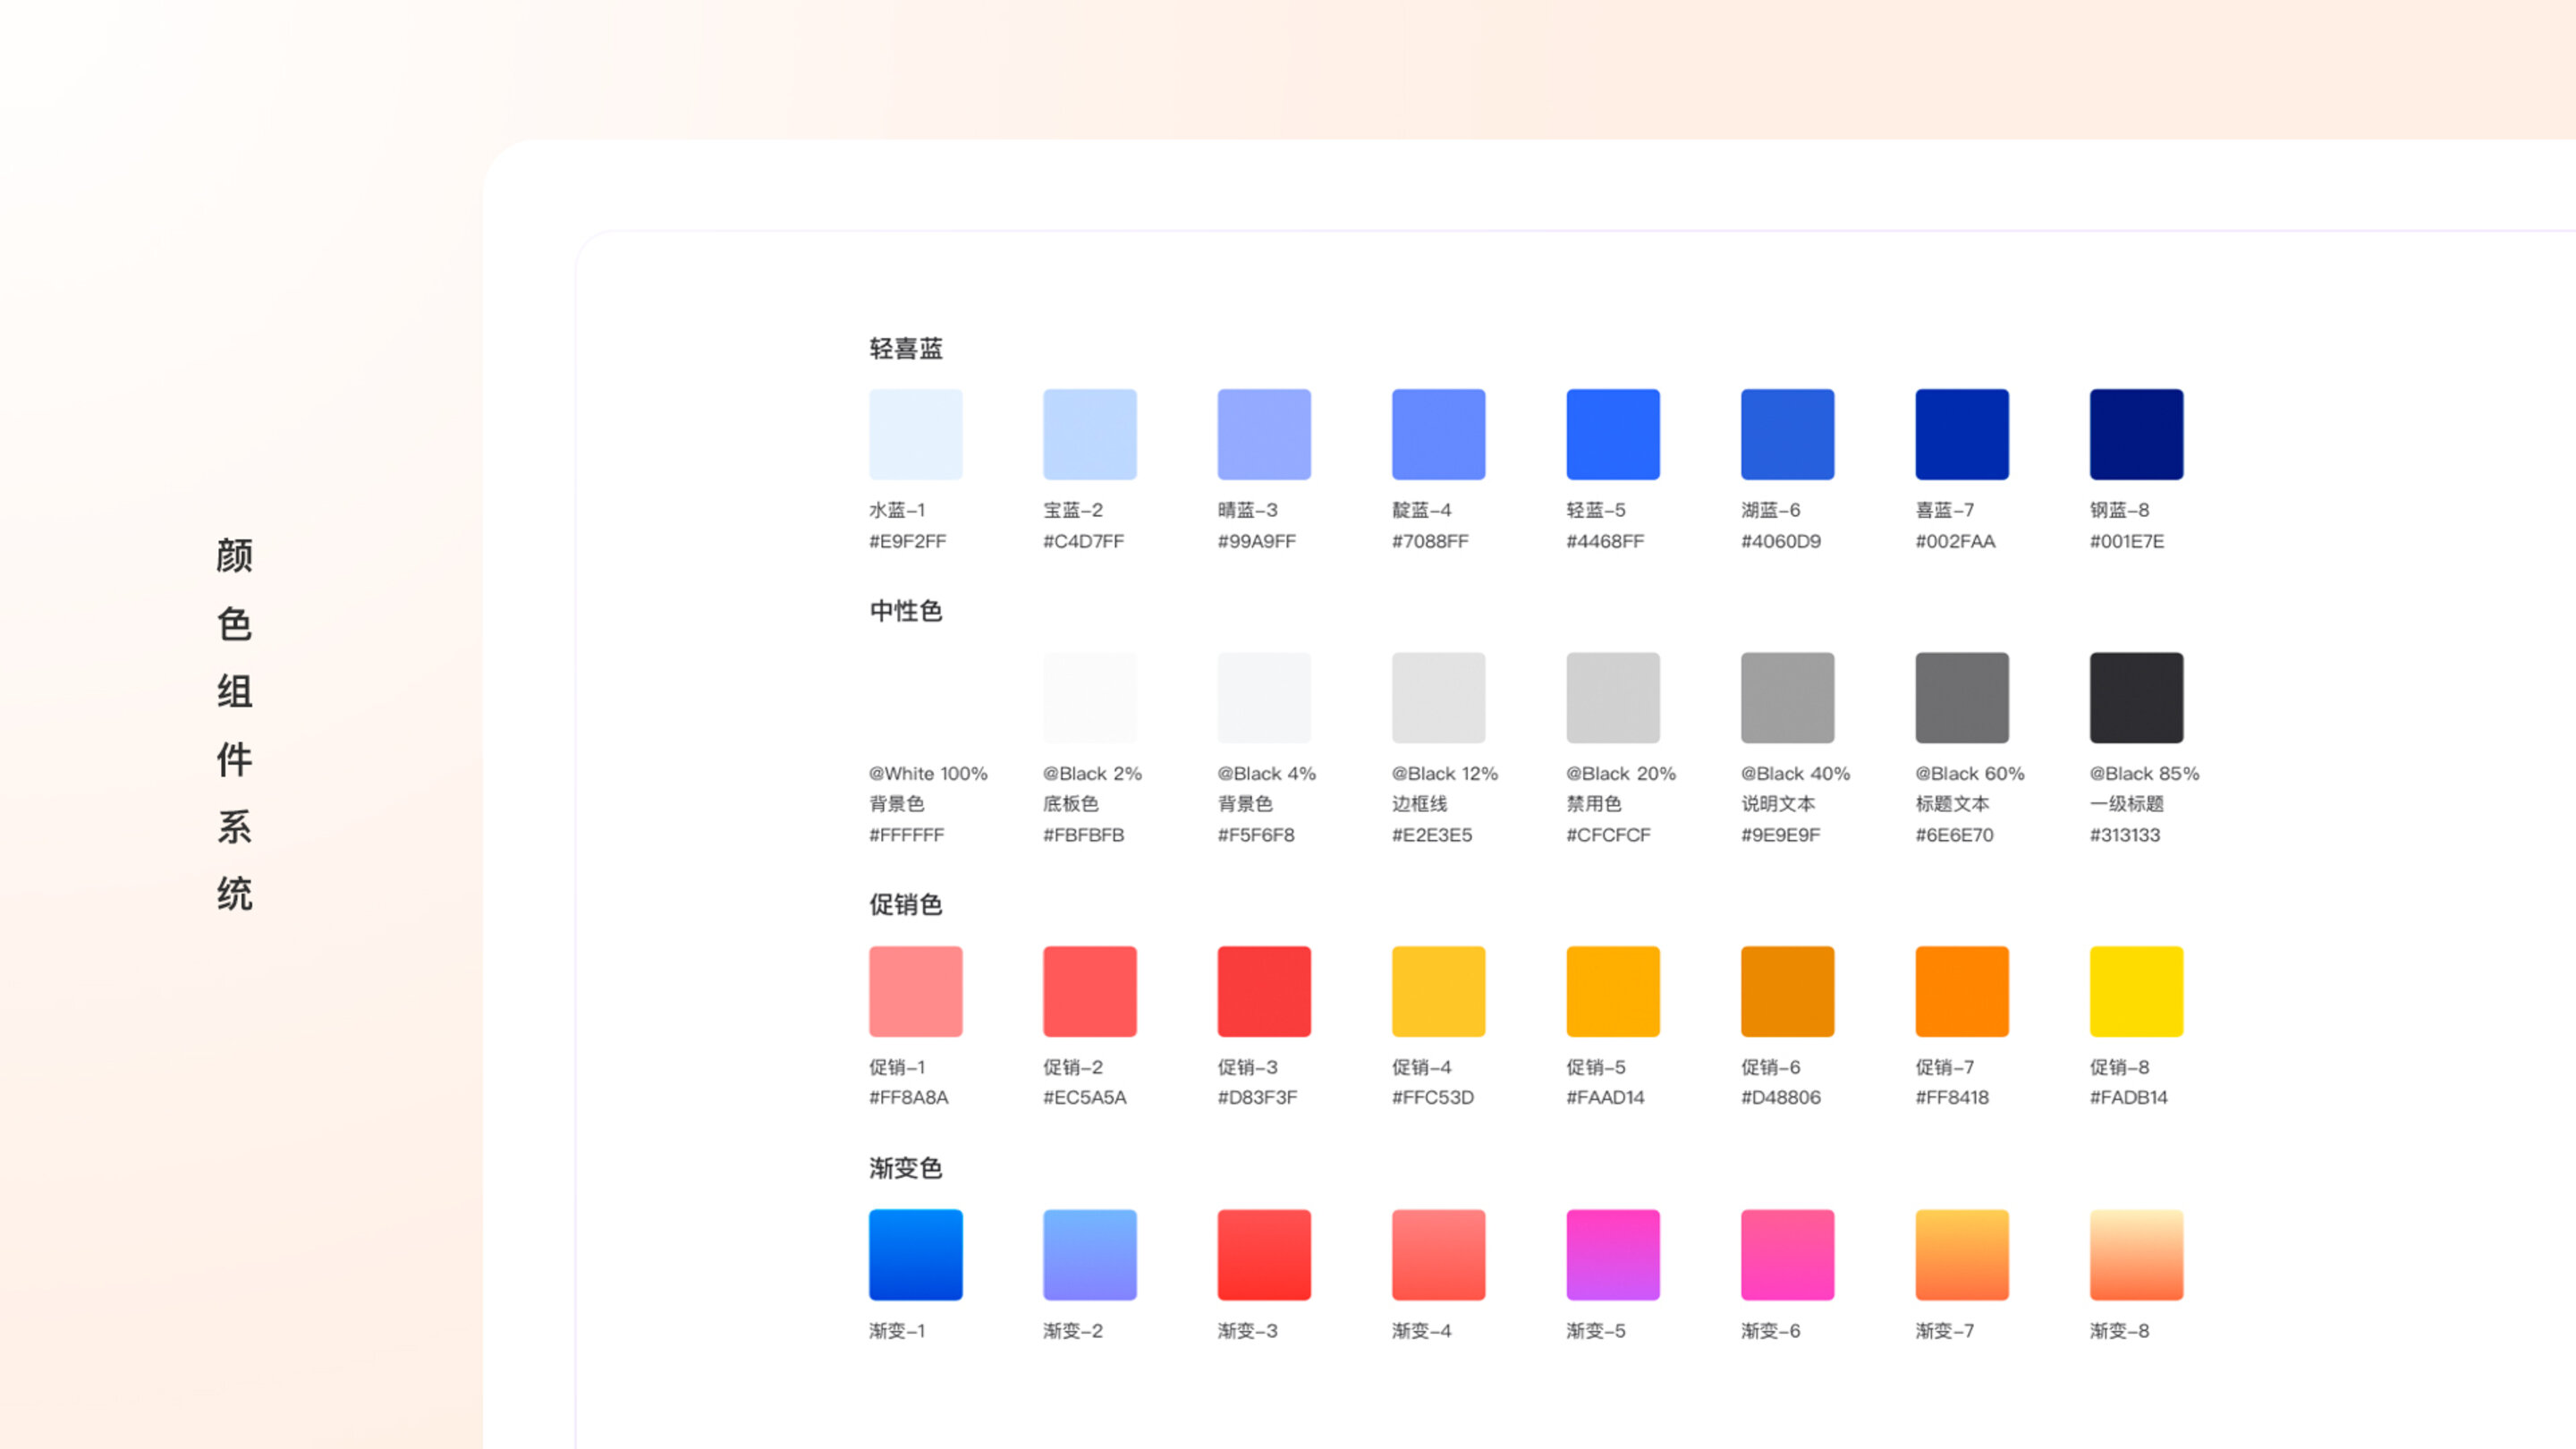 颜色组件系统
轻喜蓝
水蓝–1
#E9F2FF
宝蓝–2
#C4D7FF
晴蓝–3
#99A9FF
靛蓝–4
#7088FF
轻蓝–5
#4468FF
湖蓝–6
#4060D9
喜蓝–7
#002FAA
钢蓝–8
#001E7E
中性色
@White 100%
背景色
#FFFFFF
@Black 2%
底板色
#FBFBFB
@Black 4%
背景色
#F5F6F8
@Black 12%
边框线
#E2E3E5
@Black 20%
禁用色
#CFCFCF
@Black 40%
说明文本
#9E9E9F
@Black 60%
标题文本
#6E6E70
@Black 85%
一级标题
#313133
促销色
促销–1
#FF8A8A
促销–2
#EC5A5A
促销–3
#D83F3F
促销–4
#FFC53D
促销–5
#FAAD14
促销–6
#D48806
促销–7
#FF8418
促销–8
#FADB14
渐变色
渐变–1
渐变–2
渐变–3
渐变–4
渐变–5
渐变–6
渐变–7
渐变–8